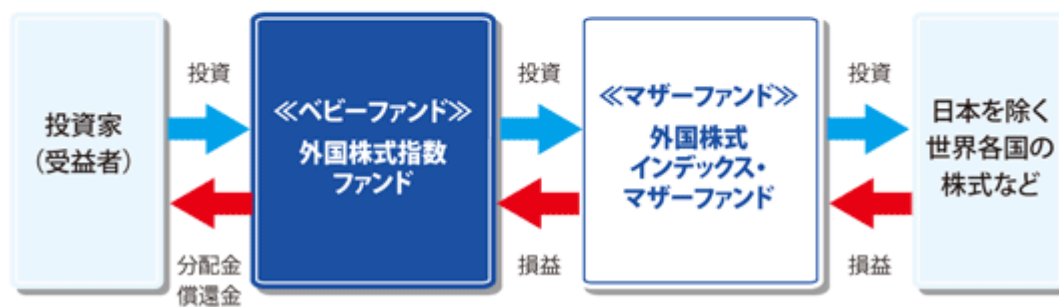 投資家
(受益者)
投資
分配金
償還金
≪ベビーファンド≫
外国株式指数
ファンド
投資
損益
≪マザーファンド≫
外国株式
インデックス・
マザーファンド
投資
損益
日本を除く
世界各国の
株式など